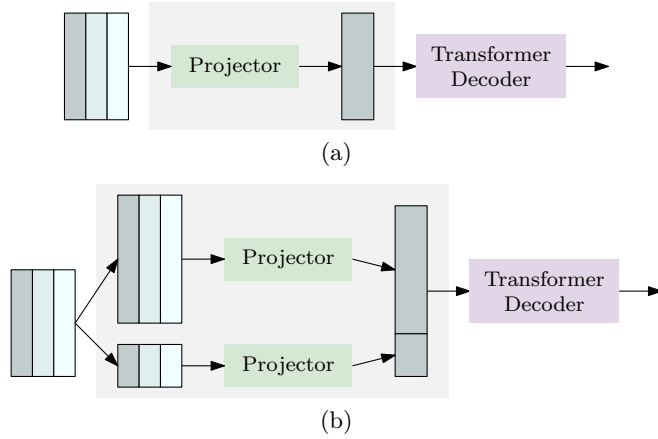 Projector
Transformer
Decoder
(a)
Projector
Transformer
Decoder
Projector
(b)